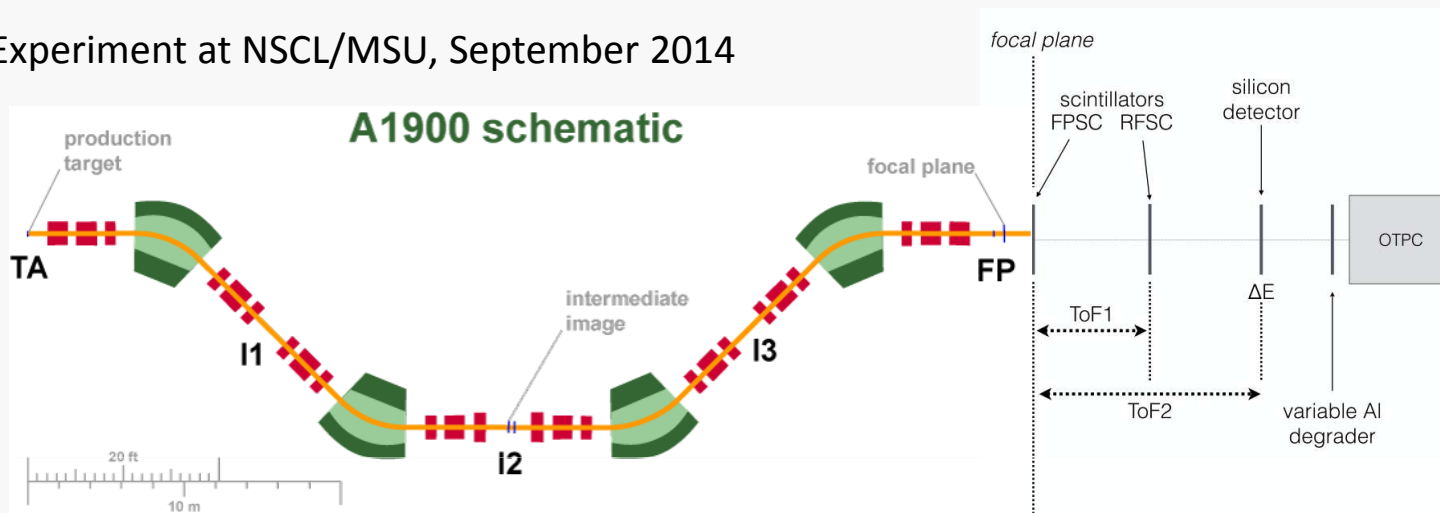 Experiment at NSCL/MSU, September 2014
A1900 schematic
production
target
TA
I1
intermediate
image
I2
I3
focal plane
FP
20 ft
10 m
focal plane
scintillators
FPSC RFSC
silicon
detector
OTPC
ΔE
ToF1
ToF2
variable Al
degrader